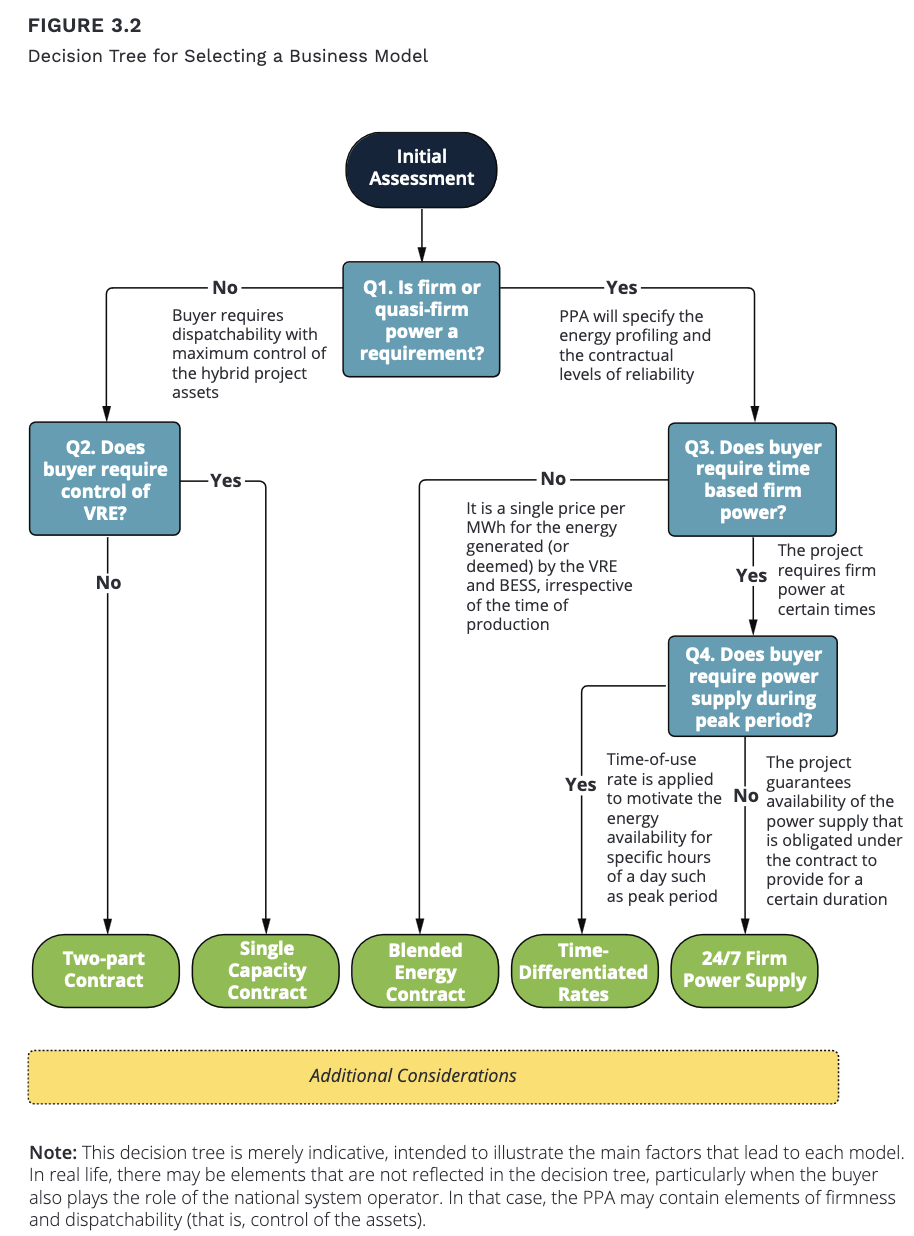 FIGURE 3.2
Decision Tree for Selecting a Business Model
Initial
Assessment
Q1. Is firm or
quasi-firm
power a
requirement?
No
Buyer requires
dispatchability with
maximum control of
the hybrid project
assets
Yes
PPA will specify the
energy profiling and
the contractual
levels of reliability
Q2. Does
buyer require
control of
VRE?
Yes
No
Q3. Does buyer
require time
based firm
power?
No
It is a single price per
MWh for the energy
generated (or
deemed) by the VRE
and BESS, irrespective
of the time of
production
Yes
The project
requires firm
power at
certain times
Q4. Does buyer
require power
supply during
peak period?
Yes
Time-of-use
rate is applied
to motivate the
energy
availability for
specific hours
of a day such
as peak period
No
The project
guarantees
availability of the
power supply that
is obligated under
the contract to
provide for a
certain duration
Two-part
Contract
Single
Capacity
Contract
Blended
Energy
Contract
Time-
Differentiated
Rates
24/7 Firm
Power Supply
Additional Considerations
Note: This decision tree is merely indicative, intended to illustrate the main factors that lead to each model.
In real life, there may be elements that are not reflected in the decision tree, particularly when the buyer
also plays the role of the national system operator. In that case, the PPA may contain elements of firmness
and dispatchability (that is, control of the assets).